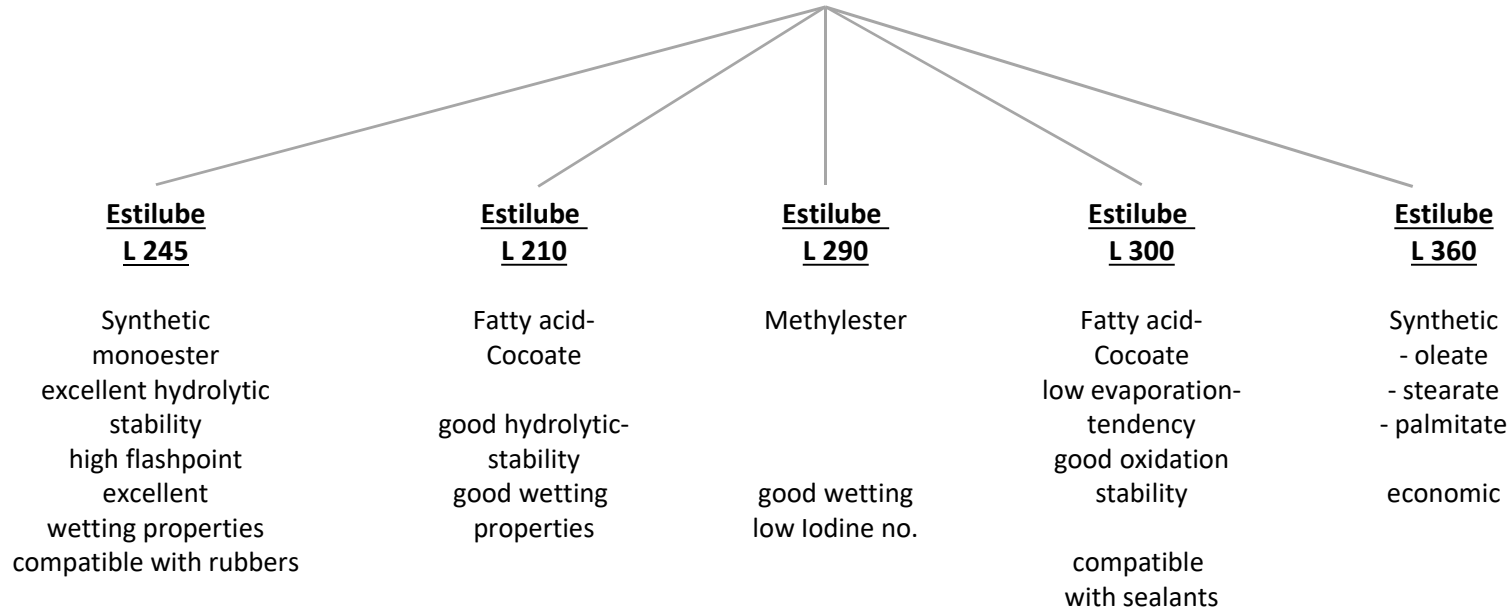 Estilube
L 245
Synthetic
monoester
excellent hydrolytic
stability
high flashpoint
excellent
wetting properties
compatible with rubbers
Estilube
L 210
Fatty acid-
Cocoate
good hydrolytic-
stability
good wetting
properties
Estilube
L 290
Methylester
good wetting
low Iodine no.
Estilube
L 300
Fatty acid-
Cocoate
low evaporation-
tendency
good oxidation
stability
compatible
with sealants
Estilube
L 360
Synthetic
- oleate
- stearate
- palmitate
economic